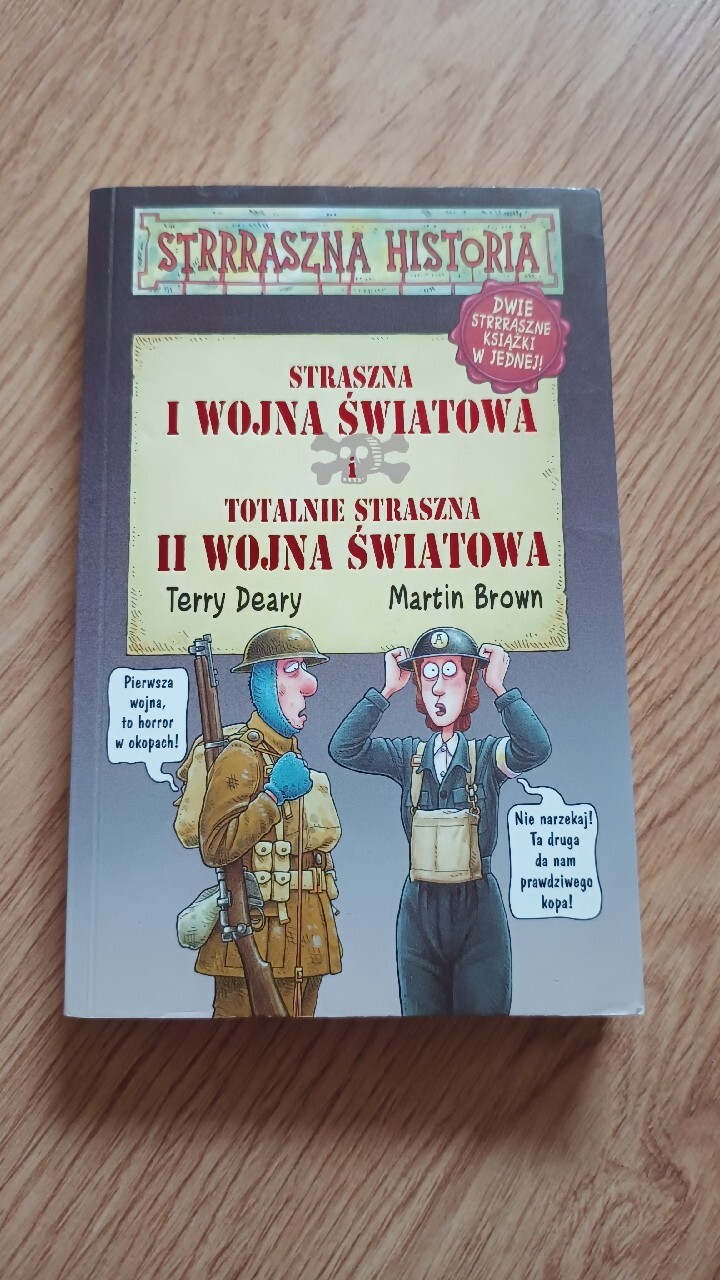 STRRRASZNA HISTORIA
DWIE
STRRRASZNE
KSIĄŻKI
W JEDNEJ!
STRASZNA
I WOJNA ŚWIATOWA
i
TOTALNIE STRASZNA
II WOJNA ŚWIATOWA
Terry Deary Martin Brown
A
Pierwsza
wojna,
to horror
w okopach!
Nie narzekaj!
Ta druga
da nam
prawdziwego
kopa!